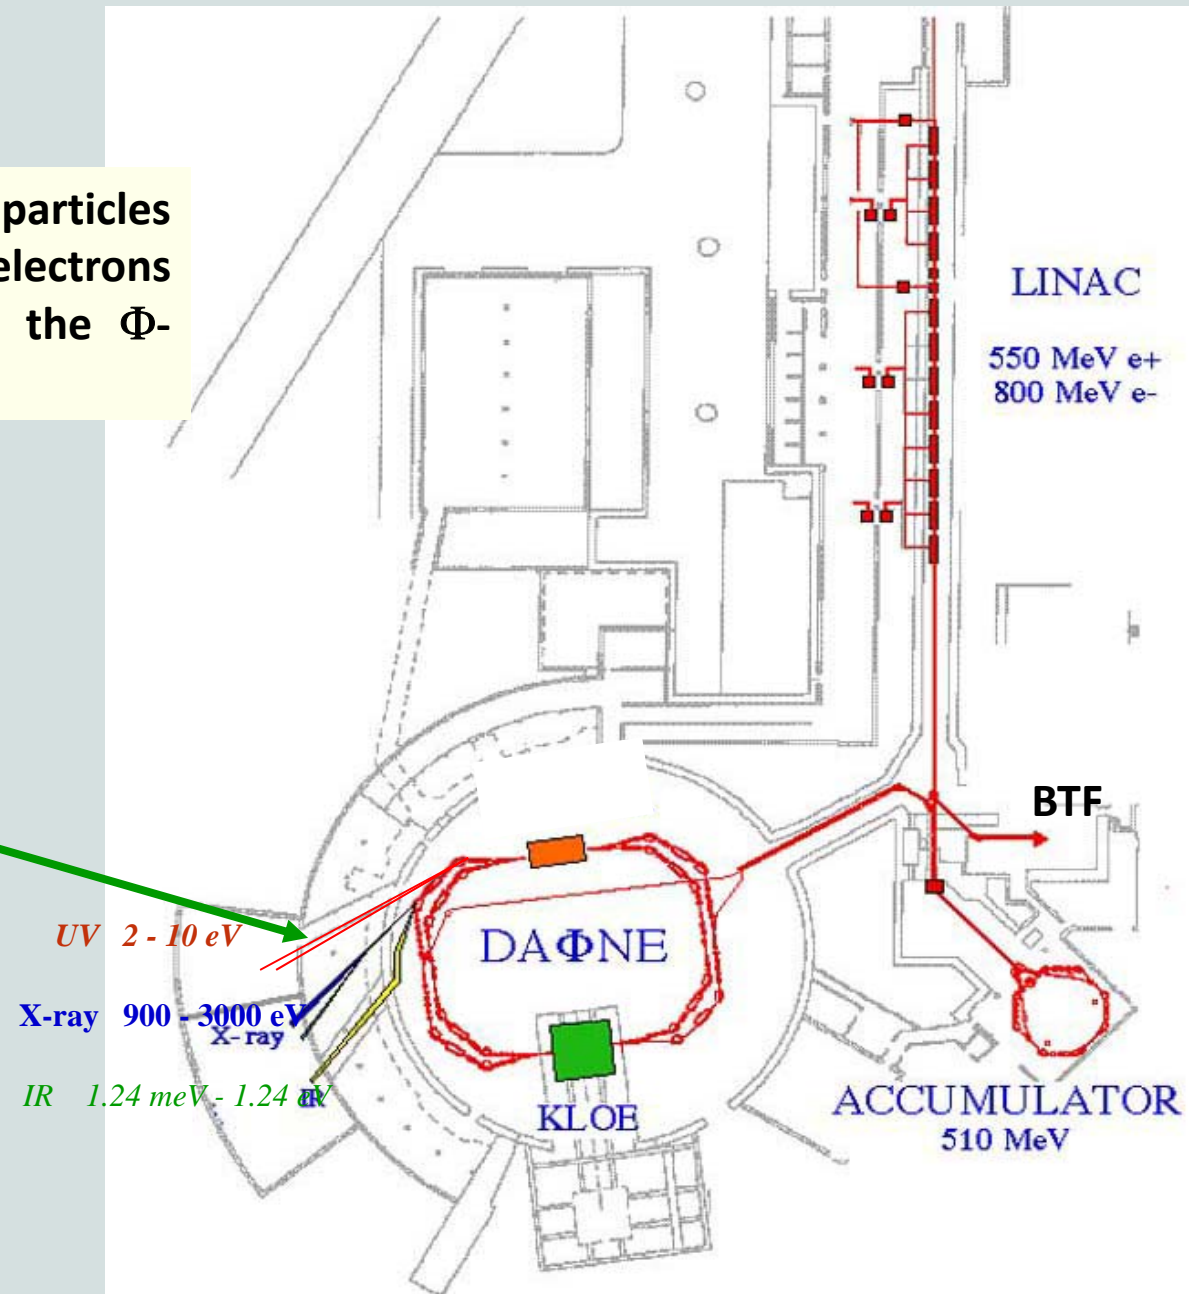 particles
electrons
the Φ-
LINAC
550 MeV e+
800 MeV e-
BTF
UV 2 - 10 eV
DAΦNE
X-ray 900 - 3000 eV
X-ray
IR 1.24 meV - 1.24 eV
IR
KLOE
ACCUMULATOR
510 MeV